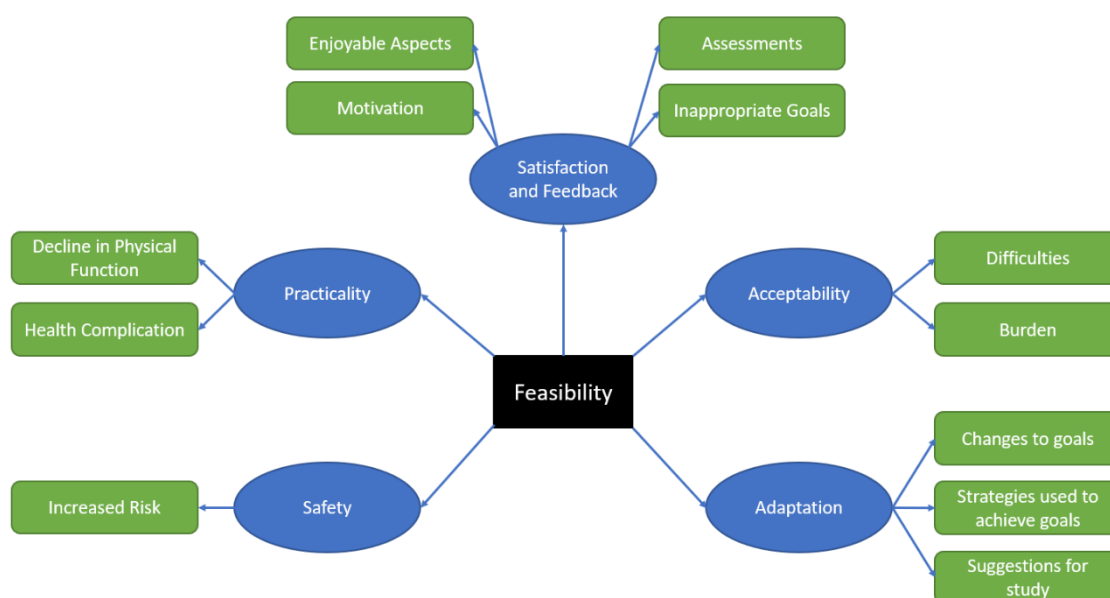 Enjoyable Aspects
Assessments
Motivation
Inappropriate Goals
Satisfaction
and Feedback
Decline in Physical
Function
Practicality
Health Complication
Acceptability
Difficulties
Burden
Feasibility
Increased Risk
Safety
Adaptation
Changes to goals
Strategies used to
achieve goals
Suggestions for
study